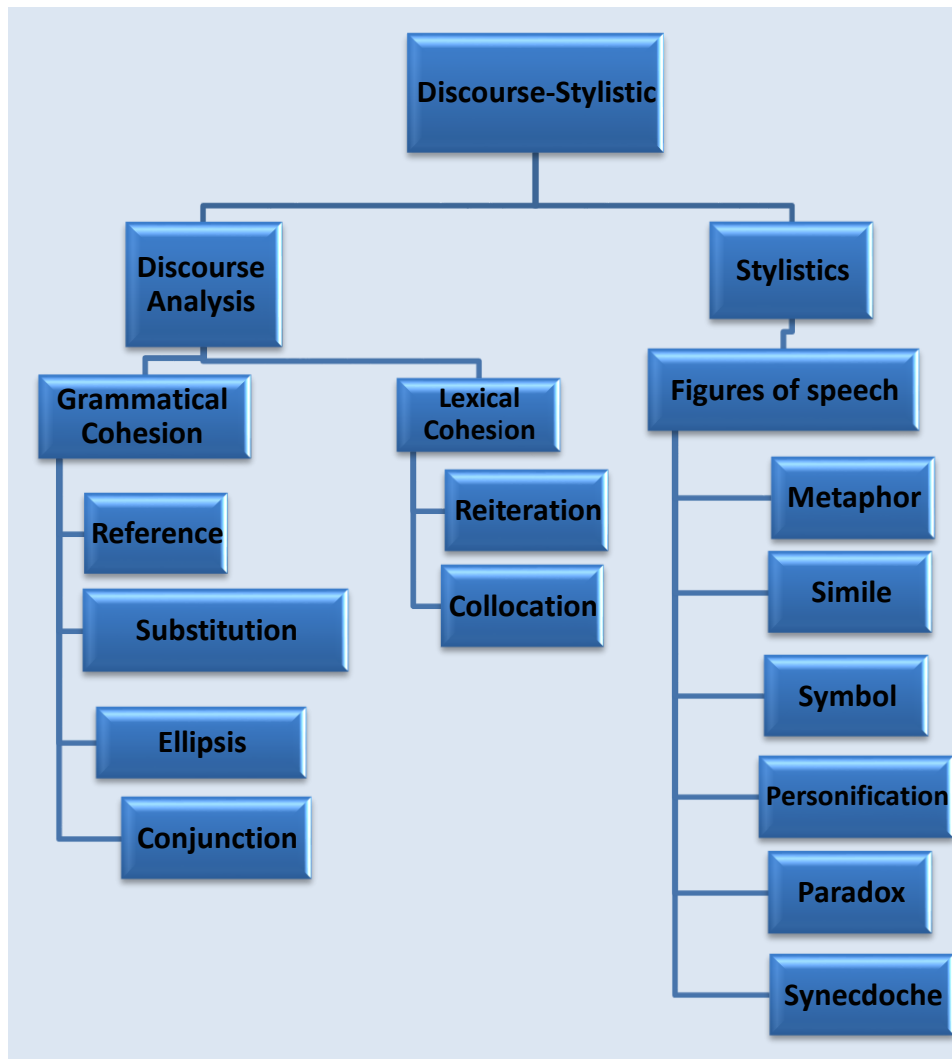 Discourse-Stylistic
Discourse
Analysis
Stylistics
Grammatical
Cohesion
Lexical
Cohesion
Figures of speech
Reference
Substitution
Ellipsis
Conjunction
Reiteration
Collocation
Metaphor
Simile
Symbol
Personification
Paradox
Synecdoche